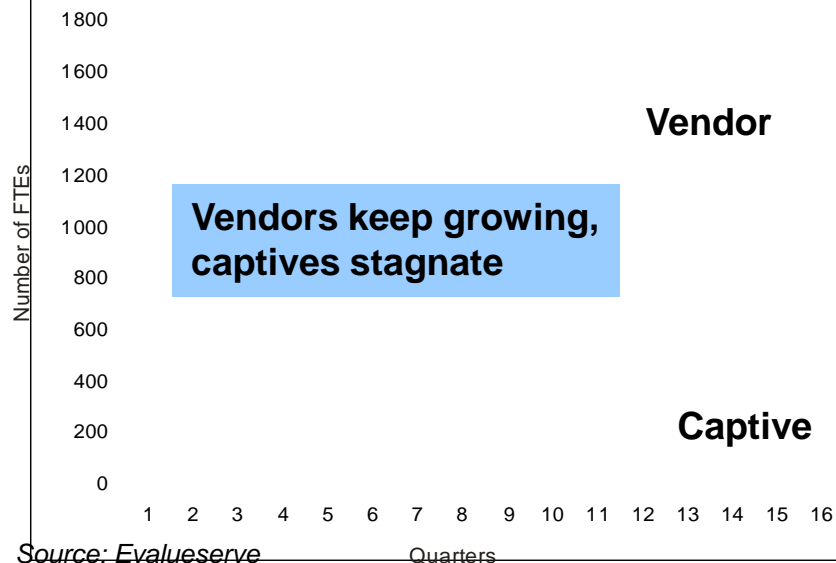 1800
1600
1400
Vendor
1200
Number of FTEs
Vendors keep growing,
captives stagnate
1000
800
600
400
200
Captive
0
1 2 3 4 5 6 7 8 9 10 11 12 13 14 15 16
Source: Evalueserve
Quarters